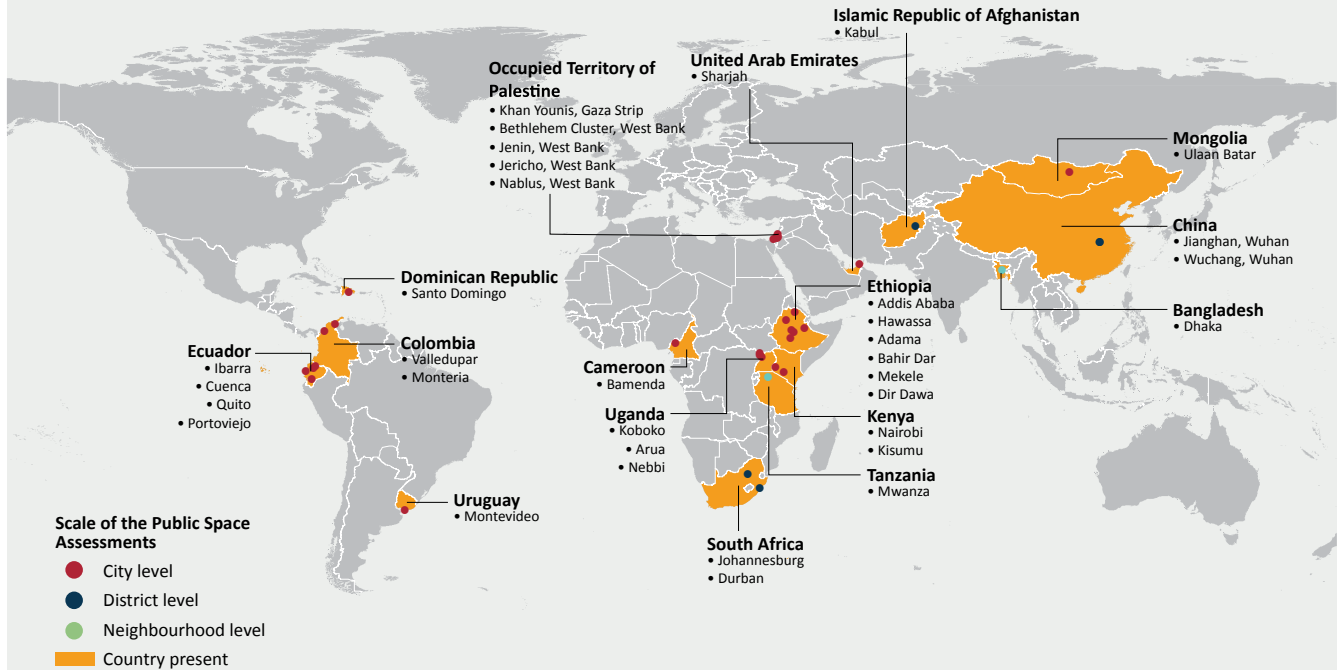 Islamic Republic of Afghanistan
• Kabul
United Arab Emirates
• Sharjah
Occupied Territory of
Palestine
• Khan Younis, Gaza Strip
• Bethlehem Cluster, West Bank
• Jenin, West Bank
• Jericho, West Bank
• Nablus, West Bank
Mongolia
• Ulaan Batar
China
• Jianghan, Wuhan
• Wuchang, Wuhan
Bangladesh
• Dhaka
Dominican Republic
• Santo Domingo
Colombia
• Valledupar
• Monteria
Ecuador
• Ibarra
• Cuenca
• Quito
• Portoviejo
Uruguay
• Montevideo
Cameroon
• Bamenda
Uganda
• Koboko
• Arua
• Nebbi
Ethiopia
• Addis Ababa
• Hawassa
• Adama
• Bahir Dar
• Mekele
• Dir Dawa
Kenya
• Nairobi
• Kisumu
Tanzania
• Mwanza
South Africa
• Johannesburg
• Durban
Scale of the Public Space
Assessments
City level
District level
Neighbourhood level
Country present